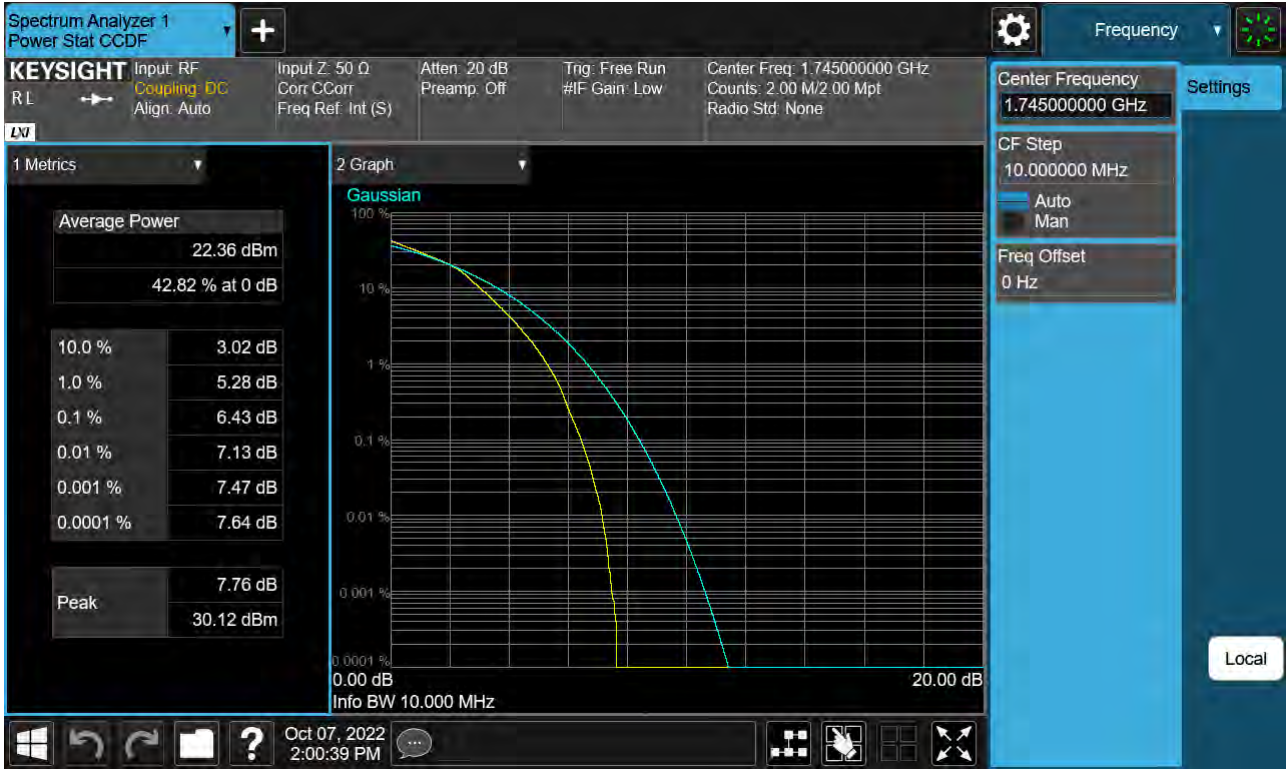 Spectrum Analyzer 1
Power Stat CCDF
Frequency
KEYSIGHT
R L
LXI
Input: RF
Coupling: DC
Align: Auto
Input Z: 50 Ω
Corr CCorr
Freq Ref: Int (S)
Atten: 20 dB
Preamp: Off
Trig: Free Run
#IF Gain: Low
Center Freq: 1.745000000 GHz
Counts: 2.00 M/2.00 Mpt
Radio Std: None
Center Frequency
1.745000000 GHz
Settings
CF Step
10.000000 MHz
Auto
Man
Freq Offset
0 Hz
Local
1 Metrics
Average Power
22.36 dBm
42.82 % at 0 dB
10.0 % 3.02 dB
1.0 % 5.28 dB
0.1 % 6.43 dB
0.01 % 7.13 dB
0.001 % 7.47 dB
0.0001 % 7.64 dB
Peak
7.76 dB
30.12 dBm
2 Graph
Gaussian
100 %
10 %
1 %
0.1 %
0.01 %
0.001 %
0.0001 %
0.00 dB 20.00 dB
Info BW 10.000 MHz
?
Oct 07, 2022
2:00:39 PM